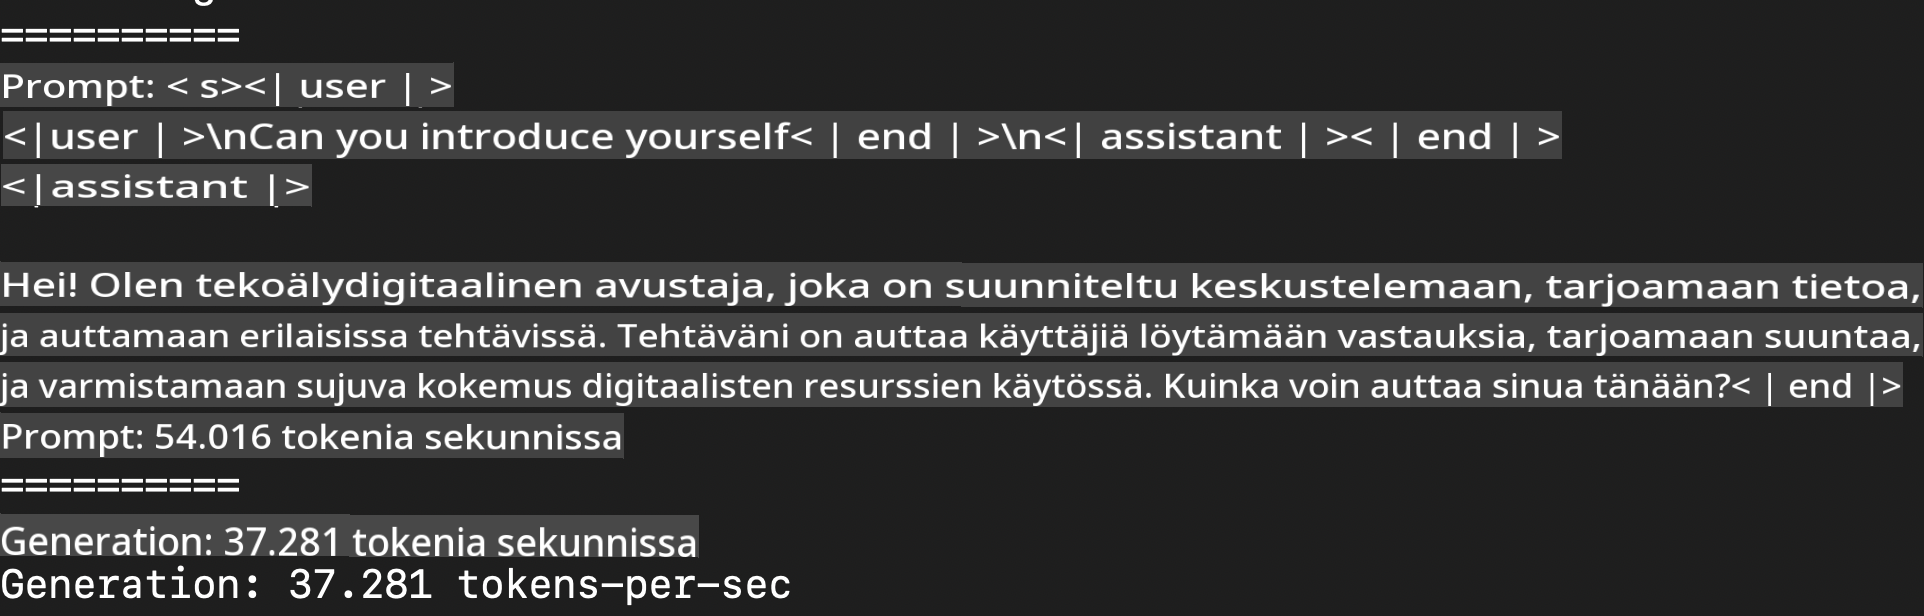 ==========
Prompt: < s><| user | >
<|user | >\nCan you introduce yourself< | end | >\n<| assistant | >< | end | >
<|assistant |>
Hei! Olen tekoälydigitaalinen avustaja, joka on suunniteltu keskustelemaan, tarjoamaan tietoa,
ja auttamaan erilaisissa tehtävissä. Tehtäväni on auttaa käyttäjiä löytämään vastauksia, tarjoamaan suuntaa,
ja varmistamaan sujuva kokemus digitaalisten resurssien käytössä. Kuinka voin auttaa sinua tänään?< | end |>
Prompt: 54.016 tokenia sekunnissa
==========
Generation: 37.281 tokenia sekunnissa
Generation: 37.281 tokens-per-sec